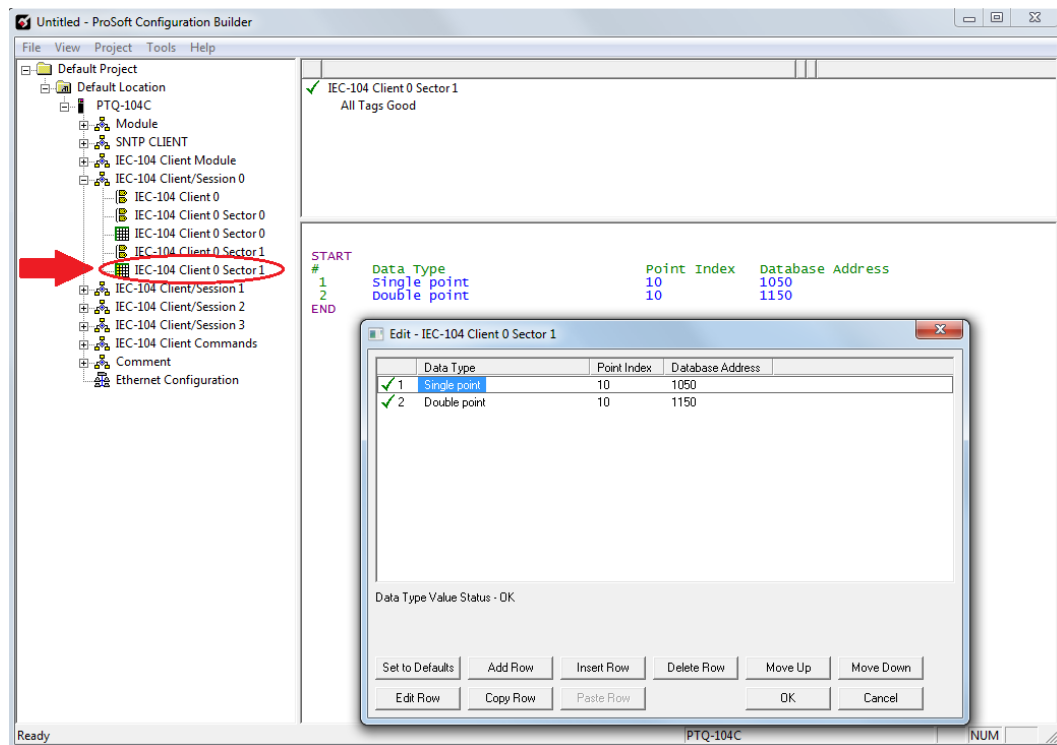 Untitled - ProSoft Configuration Builder
File View Project Tools Help
Default Project
Default Location
PTQ-104C
Module
SNTP CLIENT
IEC-104 Client Module
IEC-104 Client/Session 0
IEC-104 Client 0
IEC-104 Client 0 Sector 0
IEC-104 Client 0 Sector 0
IEC-104 Client 0 Sector 1
IEC-104 Client 0 Sector 1
IEC-104 Client/Session 1
IEC-104 Client/Session 2
IEC-104 Client/Session 3
IEC-104 Client Commands
Comment
Ethernet Configuration
IEC-104 Client 0 Sector 1
All Tags Good
START
# Data Type Point Index Database Address
1 Single point 10 1050
2 Double point 10 1150
END
Edit - IEC-104 Client 0 Sector 1
Data Type Point Index Database Address
1 Single point 10 1050
2 Double point 10 1150
Data Type Value Status - OK
Set to Defaults Add Row Insert Row Delete Row Move Up Move Down
Edit Row Copy Row Paste Row OK Cancel
Ready PTQ-104C NUM